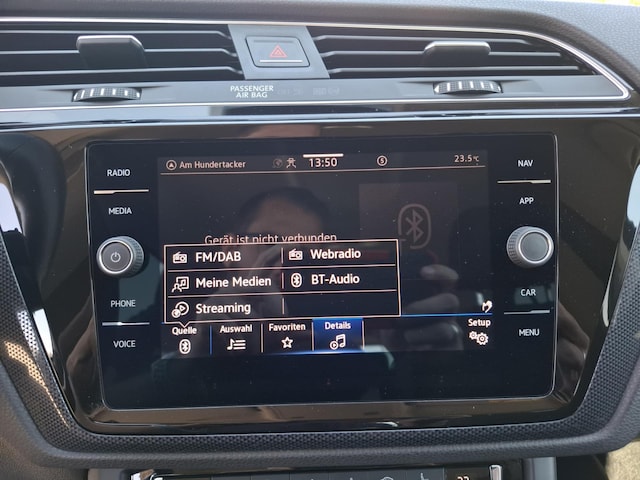 PASSENGER
AIR BAG
RADIO
MEDIA
PHONE
VOICE
NAV
APP
CAR
MENU
Am Hundertacker 13:50 23.5°C
Gerät ist nicht verbunden
FM/DAB Webradio
Meine Medien BT-Audio
Streaming
Quelle Auswahl Favoriten Details Setup